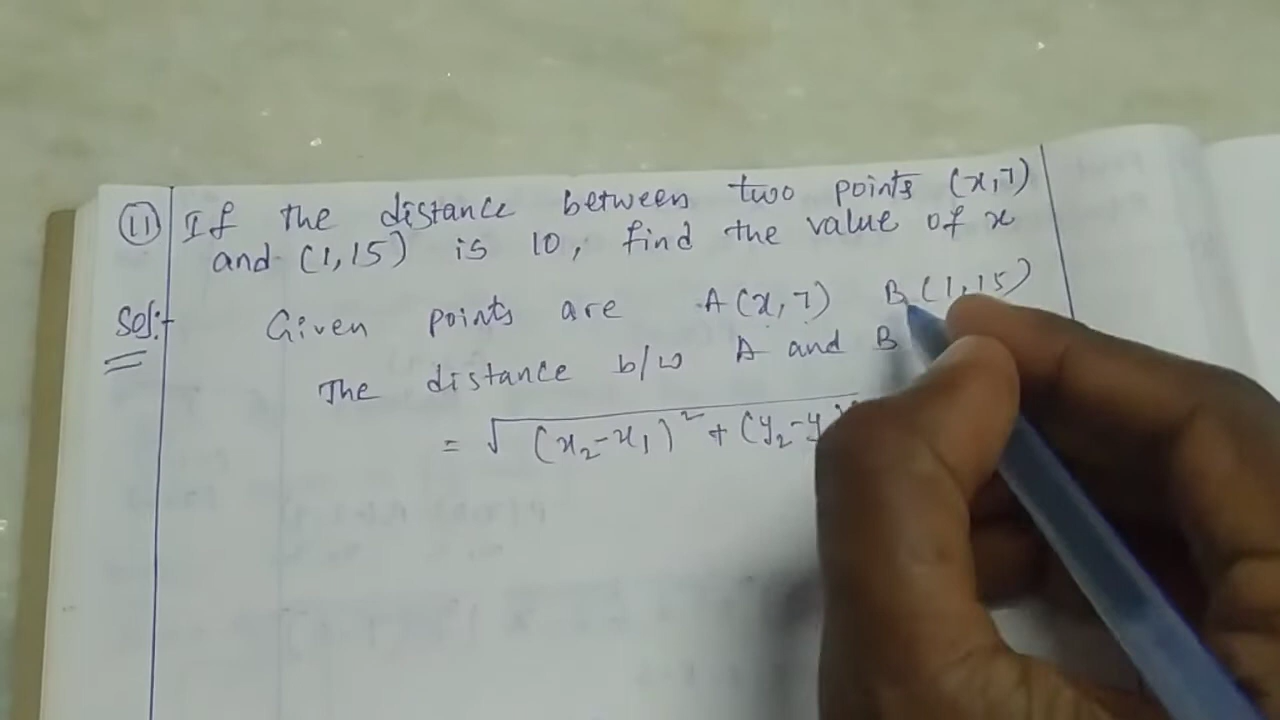 11 If the distance between two points (x,7)
and (1,15) is 10, find the value of x
Sol:- Given points are A(x,7) B(1,15)
The distance b/w A and B
= √(x₂-x₁)² + (y₂-y